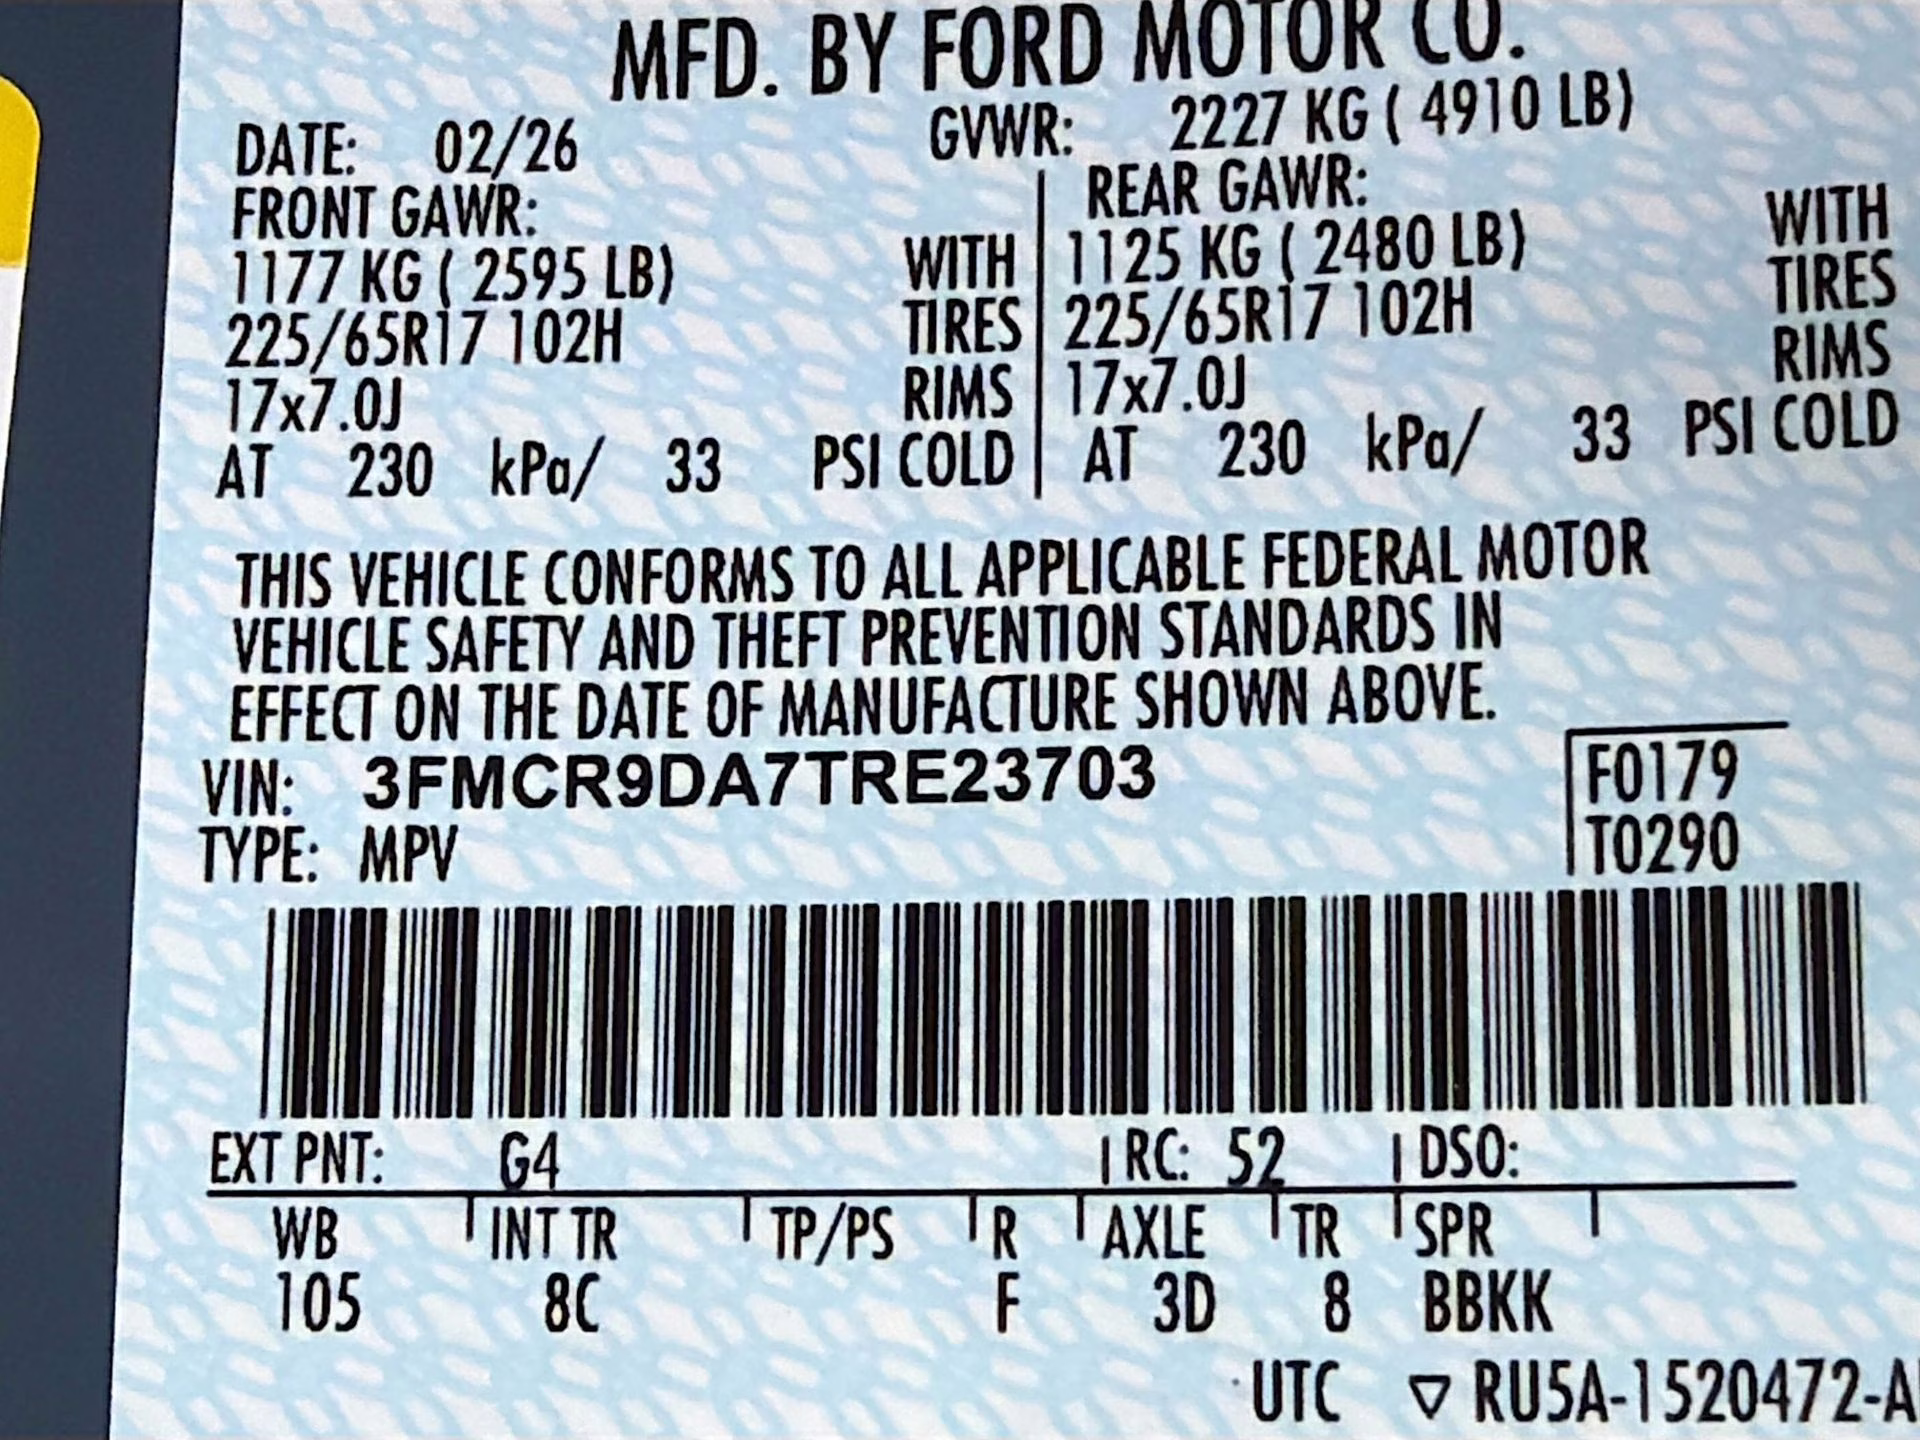 MFD. BY FORD MOTOR CO.
DATE: 02/26 GVWR: 2227 KG ( 4910 LB)
FRONT GAWR: REAR GAWR:
1177 KG ( 2595 LB) WITH 1125 KG ( 2480 LB) WITH
225/65R17 102H TIRES 225/65R17 102H TIRES
17x7.0J RIMS 17x7.0J RIMS
AT 230 kPa/ 33 PSI COLD AT 230 kPa/ 33 PSI COLD
THIS VEHICLE CONFORMS TO ALL APPLICABLE FEDERAL MOTOR
VEHICLE SAFETY AND THEFT PREVENTION STANDARDS IN
EFFECT ON THE DATE OF MANUFACTURE SHOWN ABOVE.
VIN: 3FMCR9DA7TRE23703 F0179
TYPE: MPV T0290
EXT PNT: G4 RC: 52 DSO:
WB INT TR TP/PS R AXLE TR SPR
105 8C F 3D 8 BBKK
UTC ▽ RU5A-1520472-A